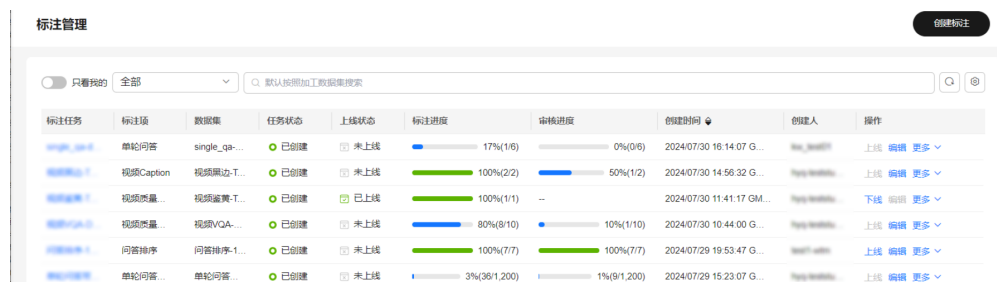 标注管理
创建标注
只看我的 全部 默认按照加工数据集搜索
标注任务 标注项 数据集 任务状态 上线状态 标注进度 审核进度 创建时间 创建人 操作
单轮问答 single_qa-... 已创建 未上线 17%(1/6) 0%(0/6) 2024/07/30 16:14:07 G... 上线 编辑 更多
视频Caption 视频黑边-T... 已创建 未上线 100%(2/2) 50%(1/2) 2024/07/30 14:56:32 G... 上线 编辑 更多
视频质量... 视频鉴黄-T... 已创建 已上线 100%(1/1) -- 2024/07/30 11:41:17 GM... 下线 编辑 更多
视频质量... 视频VQA-... 已创建 未上线 80%(8/10) 10%(1/10) 2024/07/30 10:44:00 G... 上线 编辑 更多
问答排序 问答排序-1... 已创建 未上线 100%(7/7) 100%(7/7) 2024/07/29 19:53:47 G... 上线 编辑 更多
单轮问答... 单轮问答... 已创建 未上线 3%(36/1,200) 1%(9/1,200) 2024/07/29 15:23:07 G... 上线 编辑 更多